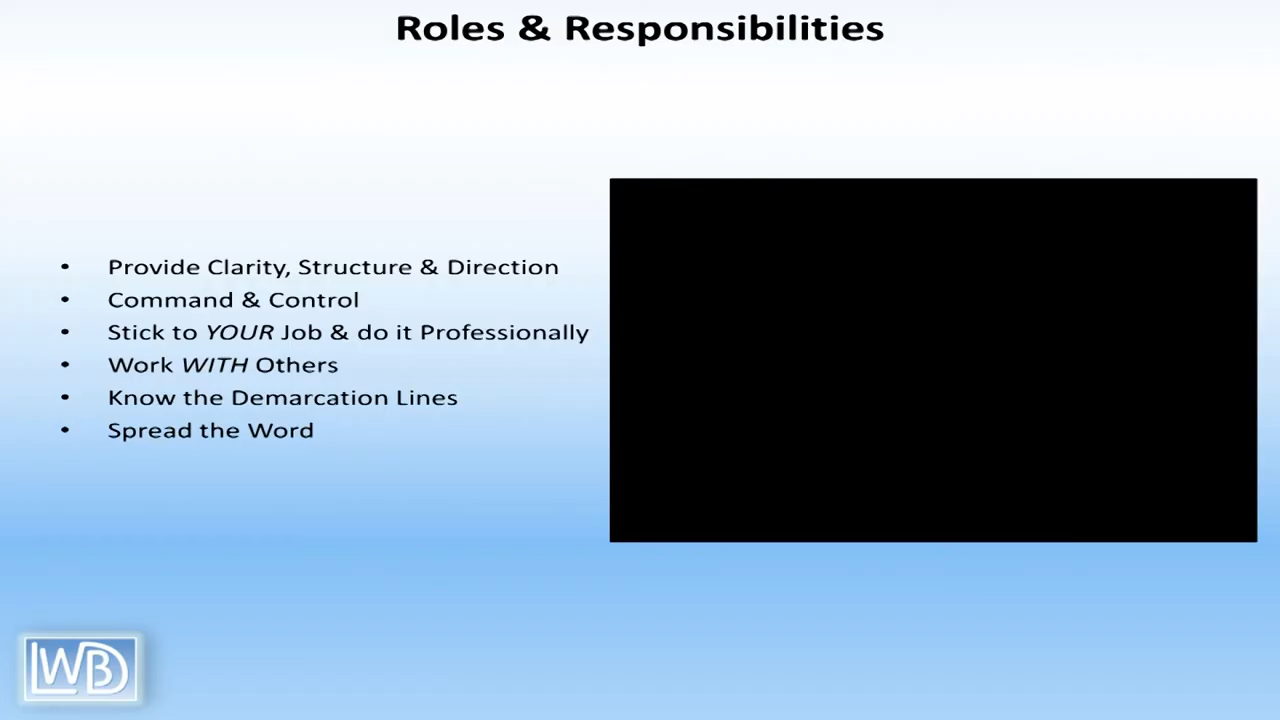 Roles & Responsibilities
• Provide Clarity, Structure & Direction
• Command & Control
• Stick to YOUR Job & do it Professionally
• Work WITH Others
• Know the Demarcation Lines
• Spread the Word
LWBD